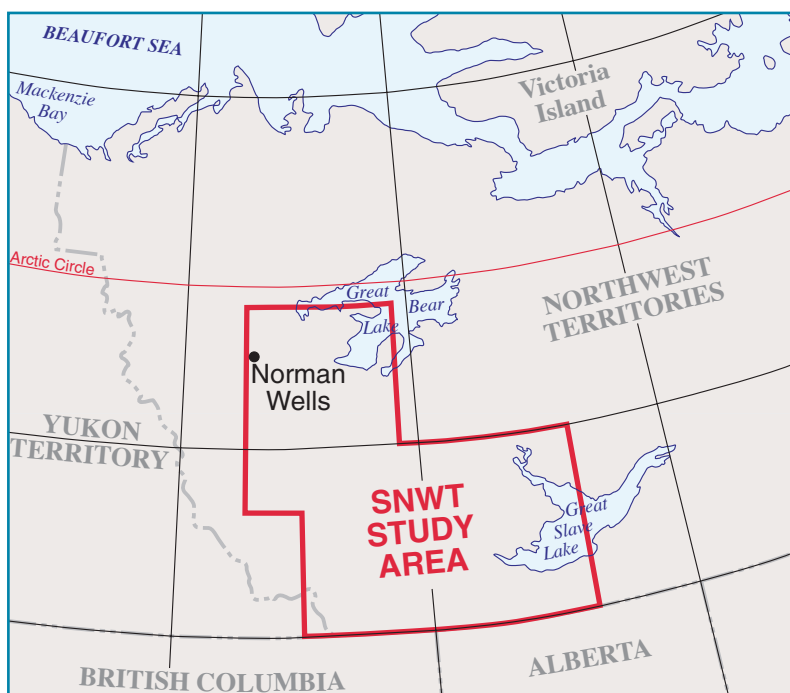 BEAUFORT SEA
Mackenzie
Bay
Victoria
Island
Arctic Circle
Great
Bear
Lake
NORTHWEST
TERRITORIES
Norman
Wells
YUKON
TERRITORY
SNWT
STUDY
AREA
Great
Slave
Lake
BRITISH COLUMBIA
ALBERTA